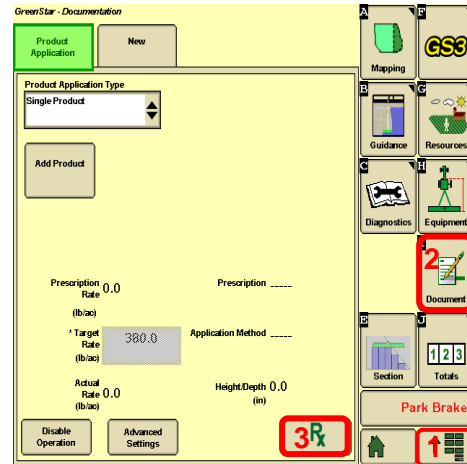 GreenStar - Documentation
Product
Application
New
Product Application Type
Single Product
Add Product
Prescription
Rate
(lb/ac)
0.0
Prescription -----
* Target
Rate
(lb/ac)
380.0
Application Method -----
Actual
Rate
(lb/ac)
0.0
Height/Depth 0.0
(in)
Disable
Operation
Advanced
Settings
3 Rx
A
Mapping
F
GS3
B
Guidance
G
Resources
C
Diagnostics
H
Equipment
2
Document
E
Section
J
1 2 3
Totals
Park Brake
1